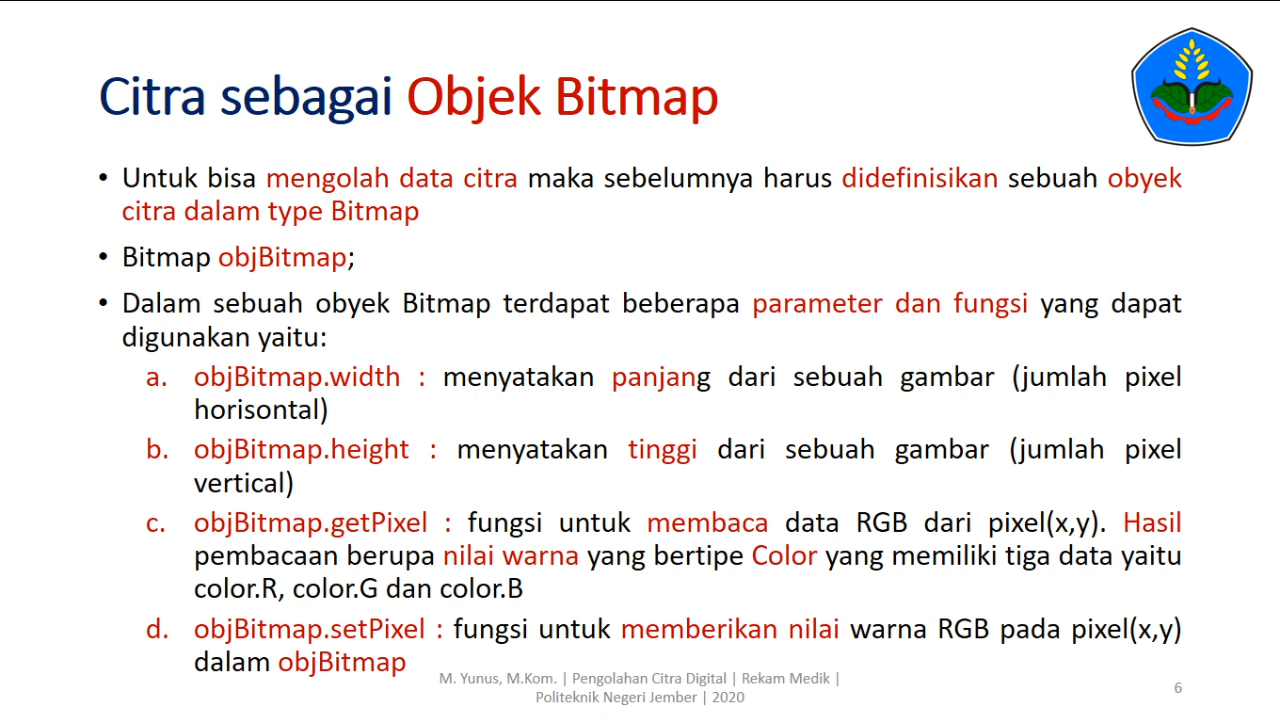 Citra sebagai Objek Bitmap
• Untuk bisa mengolah data citra maka sebelumnya harus didefinisikan sebuah obyek
citra dalam type Bitmap
• Bitmap objBitmap;
• Dalam sebuah obyek Bitmap terdapat beberapa parameter dan fungsi yang dapat
digunakan yaitu:
a. objBitmap.width : menyatakan panjang dari sebuah gambar (jumlah pixel
horisontal)
b. objBitmap.height : menyatakan tinggi dari sebuah gambar (jumlah pixel
vertical)
c. objBitmap.getPixel : fungsi untuk membaca data RGB dari pixel(x,y). Hasil
pembacaan berupa nilai warna yang bertipe Color yang memiliki tiga data yaitu
color.R, color.G dan color.B
d. objBitmap.setPixel : fungsi untuk memberikan nilai warna RGB pada pixel(x,y)
dalam objBitmap
M. Yunus, M.Kom. | Pengolahan Citra Digital | Rekam Medik |
Politeknik Negeri Jember | 2020
6